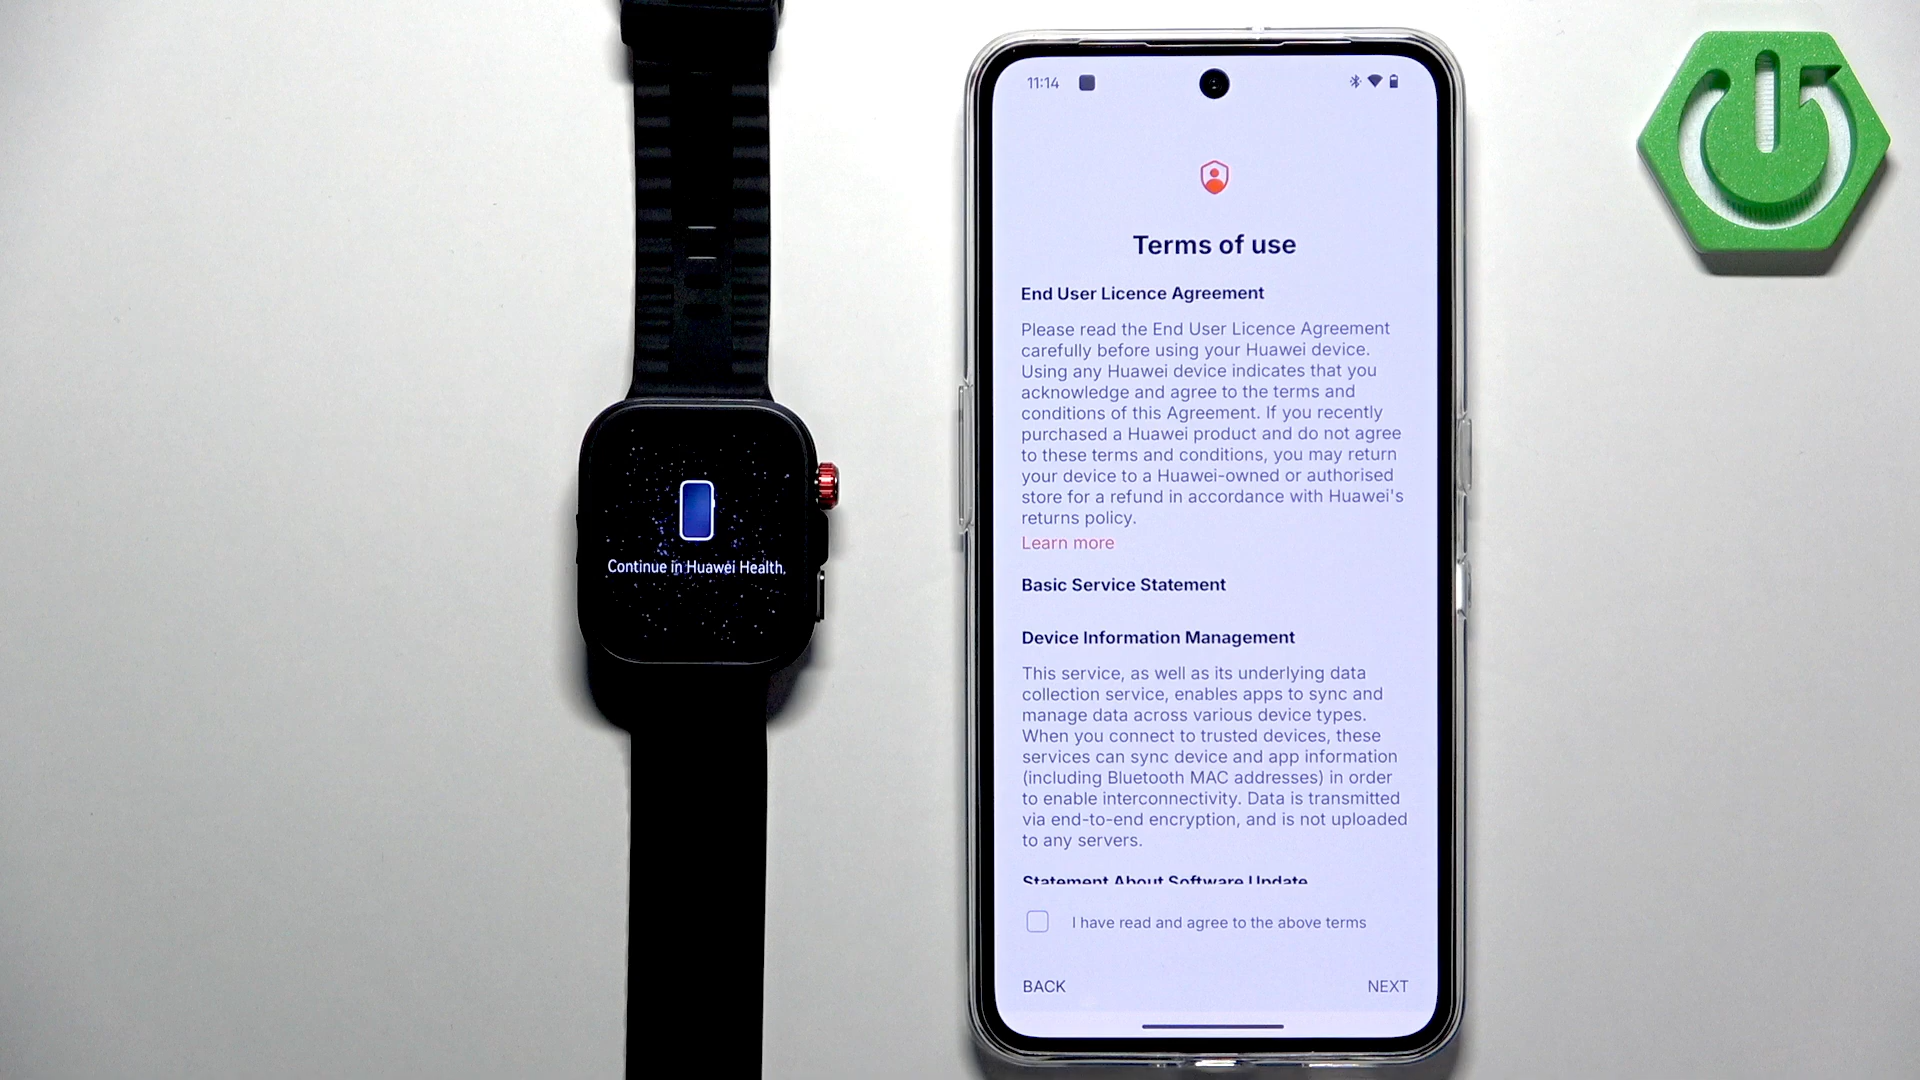 Continue in Huawei Health.
11:14
Terms of use
End User Licence Agreement
Please read the End User Licence Agreement
carefully before using your Huawei device.
Using any Huawei device indicates that you
acknowledge and agree to the terms and
conditions of this Agreement. If you recently
purchased a Huawei product and do not agree
to these terms and conditions, you may return
your device to a Huawei-owned or authorised
store for a refund in accordance with Huawei's
returns policy.
Learn more
Basic Service Statement
Device Information Management
This service, as well as its underlying data
collection service, enables apps to sync and
manage data across various device types.
When you connect to trusted devices, these
services can sync device and app information
(including Bluetooth MAC addresses) in order
to enable interconnectivity. Data is transmitted
via end-to-end encryption, and is not uploaded
to any servers.
Statement About Software Update
I have read and agree to the above terms
BACK
NEXT